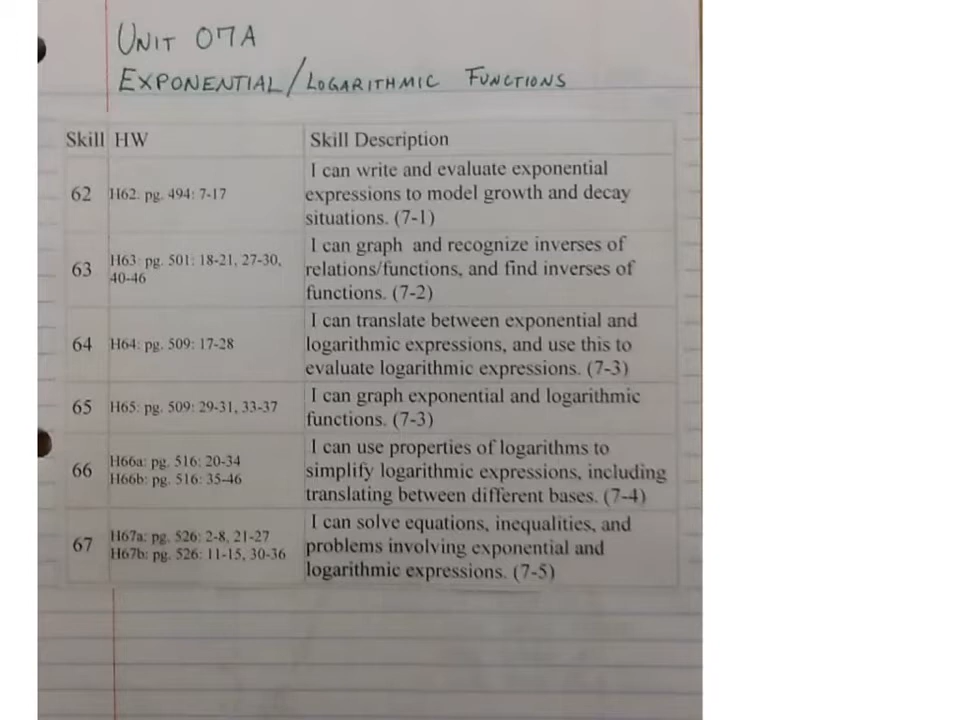 UNIT 07A
EXPONENTIAL/LOGARITHMIC FUNCTIONS
Skill HW Skill Description
62 H62. pg. 494: 7-17 I can write and evaluate exponential
expressions to model growth and decay
situations. (7-1)
63 H63: pg. 501: 18-21, 27-30, 40-46 I can graph and recognize inverses of
relations/functions, and find inverses of
functions. (7-2)
64 H64: pg. 509: 17-28 I can translate between exponential and
logarithmic expressions, and use this to
evaluate logarithmic expressions. (7-3)
65 H65: pg. 509: 29-31, 33-37 I can graph exponential and logarithmic
functions. (7-3)
66 H66a: pg. 516: 20-34
H66b: pg. 516: 35-46 I can use properties of logarithms to
simplify logarithmic expressions, including
translating between different bases. (7-4)
67 H67a: pg. 526: 2-8, 21-27
H67b: pg. 526: 11-15, 30-36 I can solve equations, inequalities, and
problems involving exponential and
logarithmic expressions. (7-5)